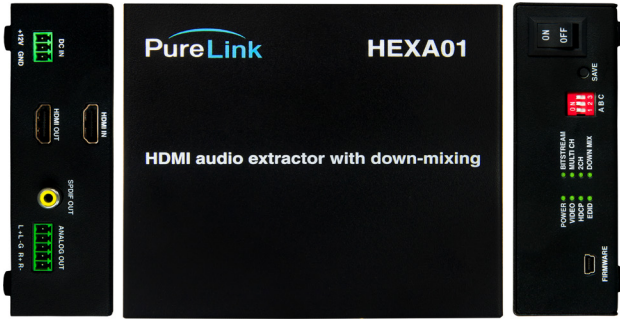 +12V GND
DC IN
HDMI OUT
HDMI IN
SPDIF OUT
ANALOG OUT
L+L-G R+R-
PureLink
HEXA01
HDMI audio extractor with down-mixing
ON OFF
SAVE
ON
1 2 3
A B C
BITSTREAM
MULTI CH
2CH
DOWN MIX
POWER
VIDEO
HDCP
EDID
FIRMWARE